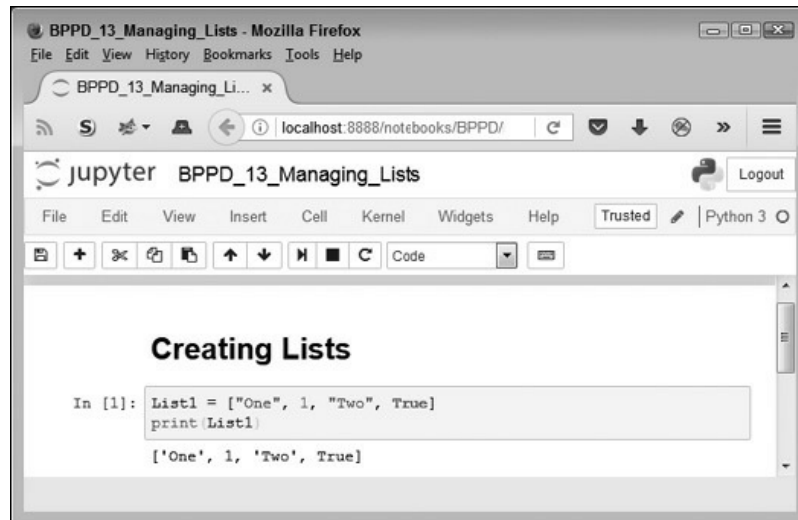 BPPD_13_Managing_Lists - Mozilla Firefox
File Edit View History Bookmarks Tools Help
BPPD_13_Managing_Li... ×
S) localhost:8888/notebooks/BPPD/ »
jupyter BPPD_13_Managing_Lists Logout
File Edit View Insert Cell Kernel Widgets Help Trusted Python 3
Code
Creating Lists
In [1]: List1 = ["One", 1, "Two", True]
print(List1)
['One', 1, 'Two', True]